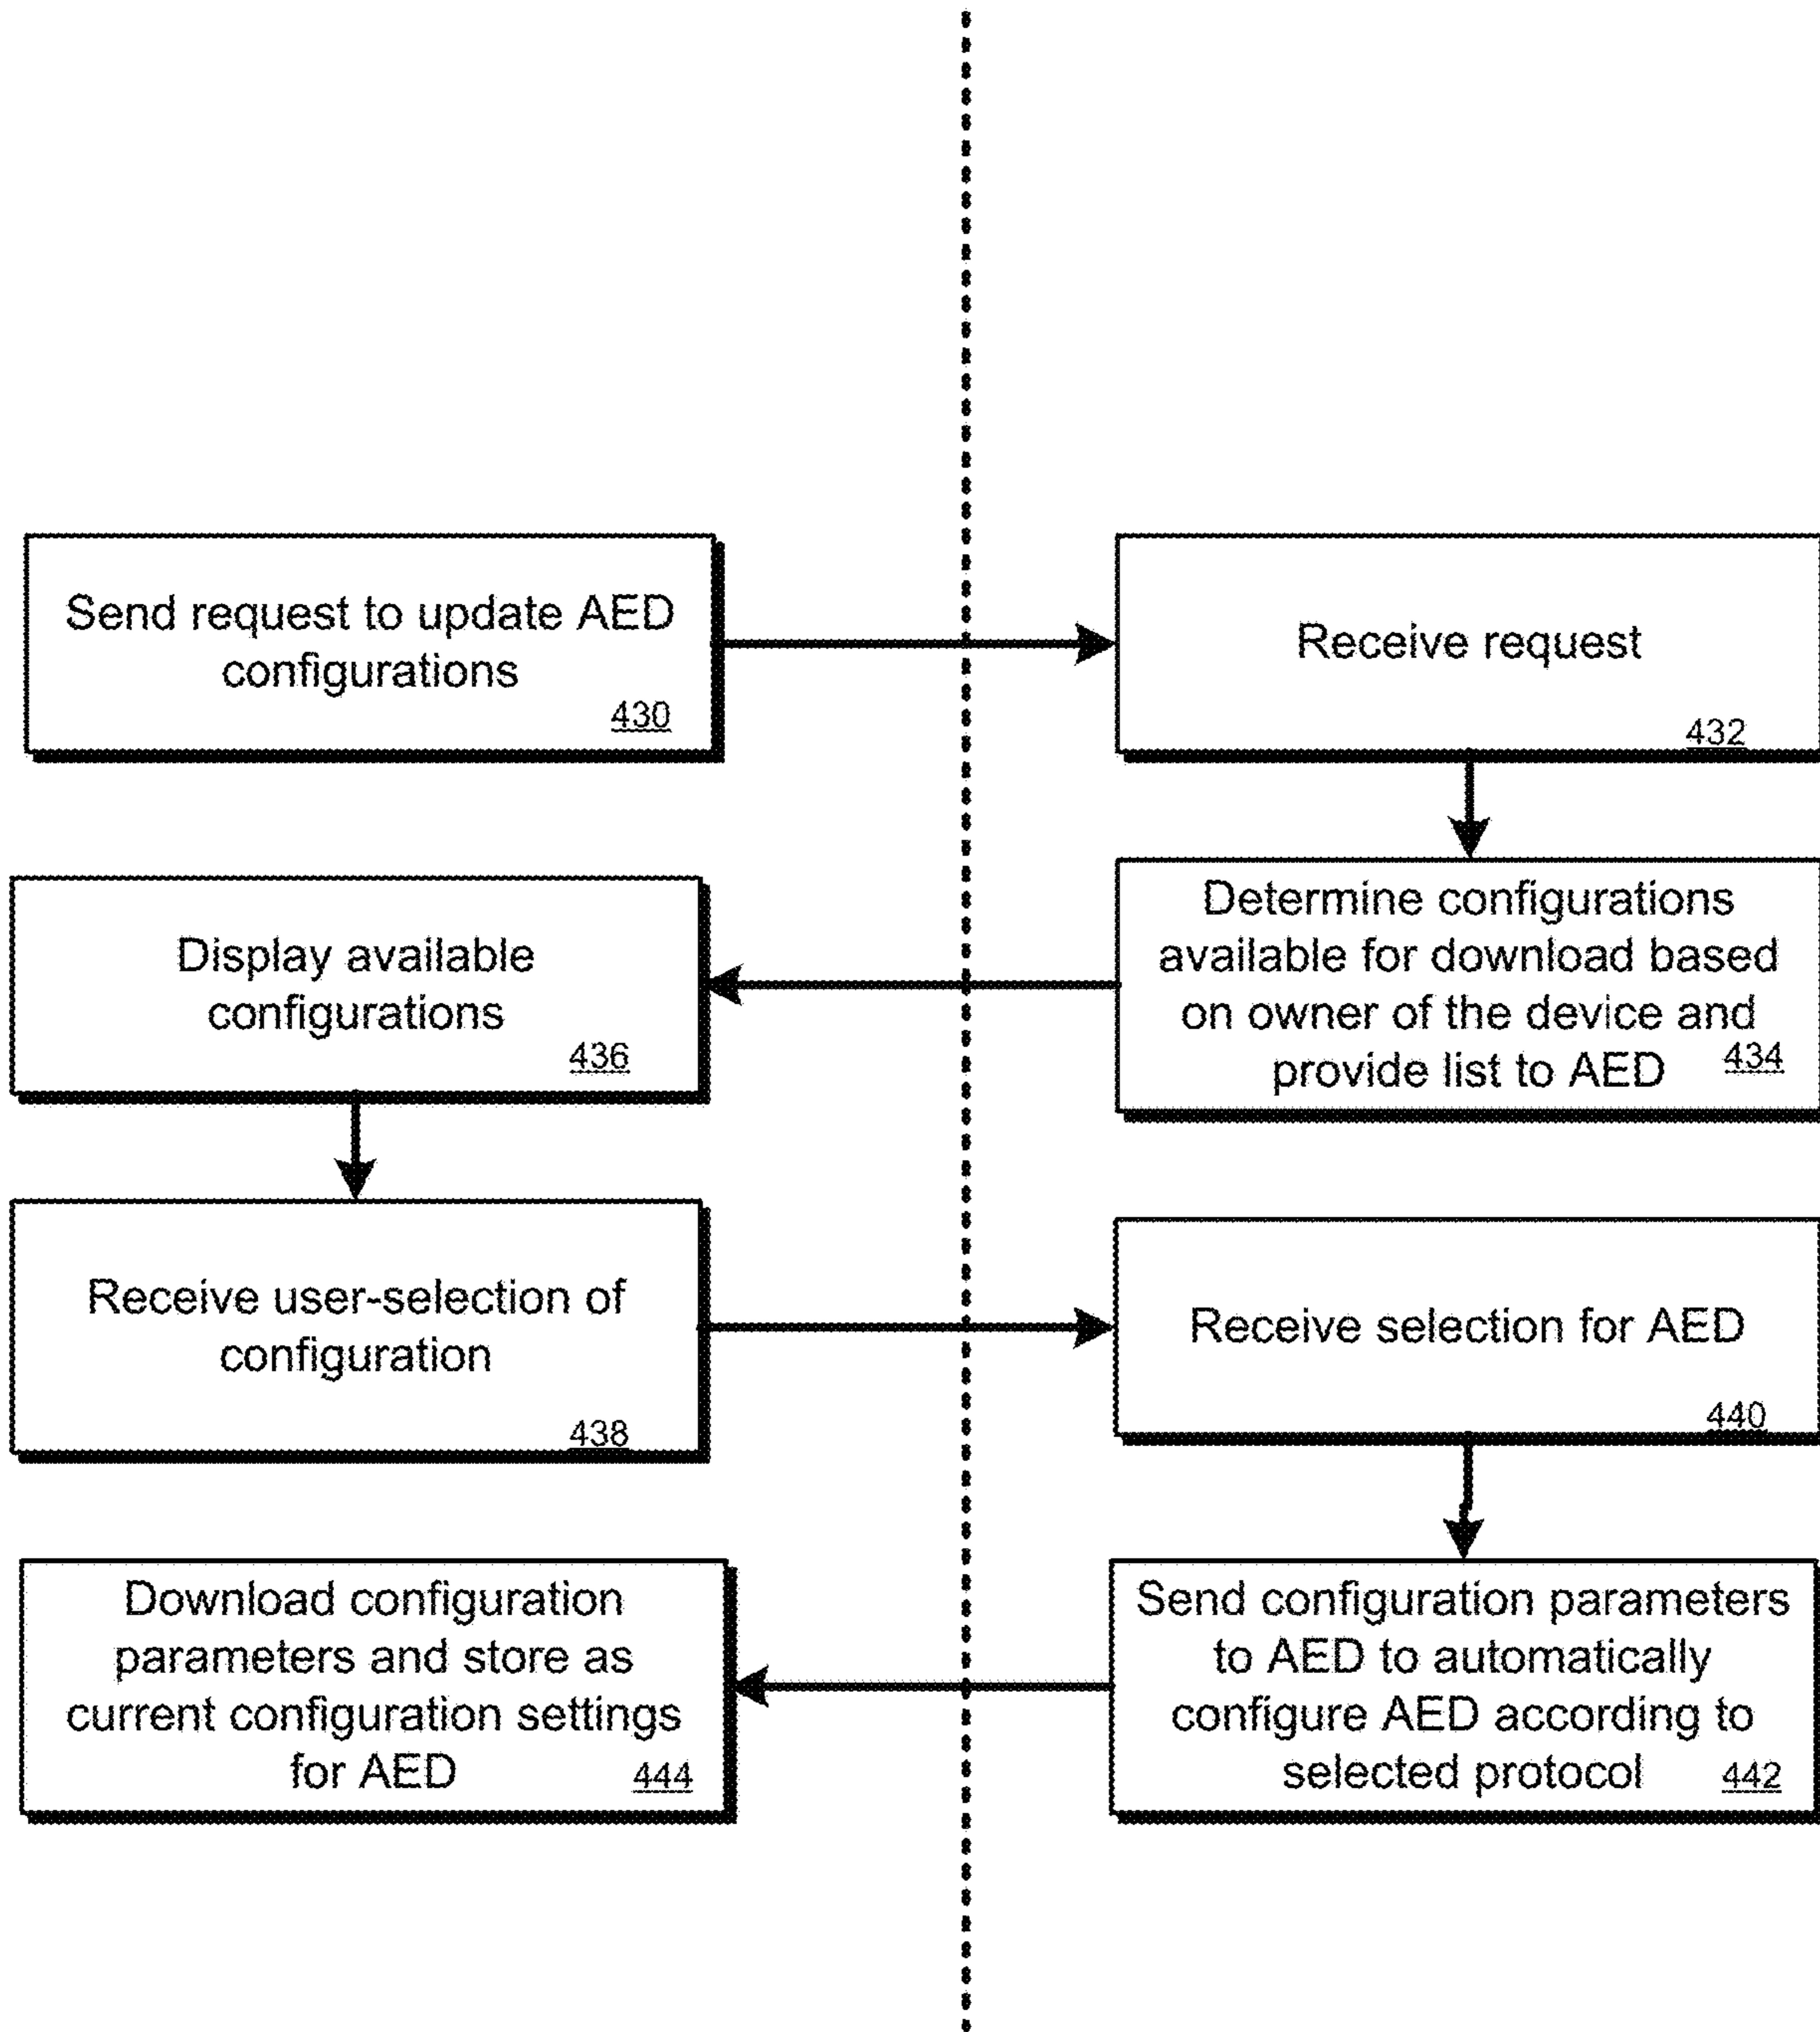 Send request to update AED
configurations
430
Receive request
432
Determine configurations
available for download based
on owner of the device and
provide list to AED 434
Display available
configurations
436
Receive user-selection of
configuration
438
Receive selection for AED
440
Send configuration parameters
to AED to automatically
configure AED according to
selected protocol 442
Download configuration
parameters and store as
current configuration settings
for AED 444